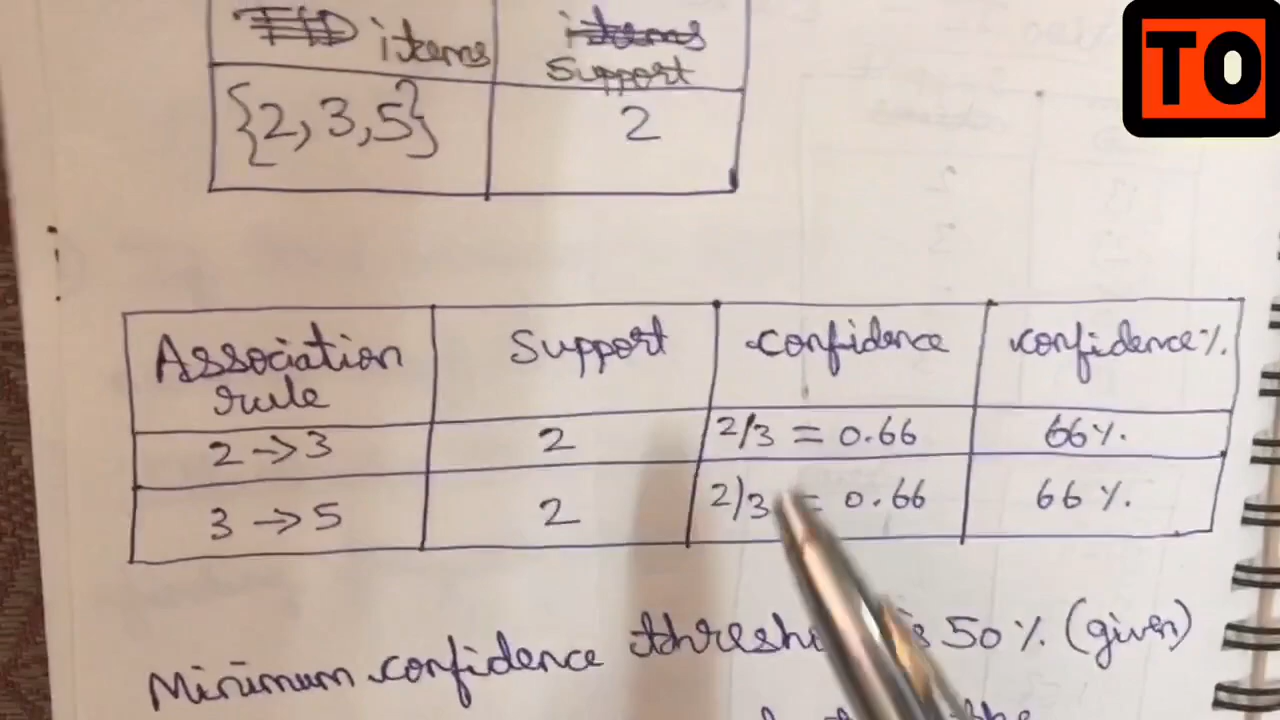 TO
items
Support
{2, 3, 5} 2
Association rule Support confidence confidence%.
2 → 3 2 2/3 = 0.66 66%.
3 → 5 2 2/3 = 0.66 66 %.
Minimum confidence is 50 % (given)